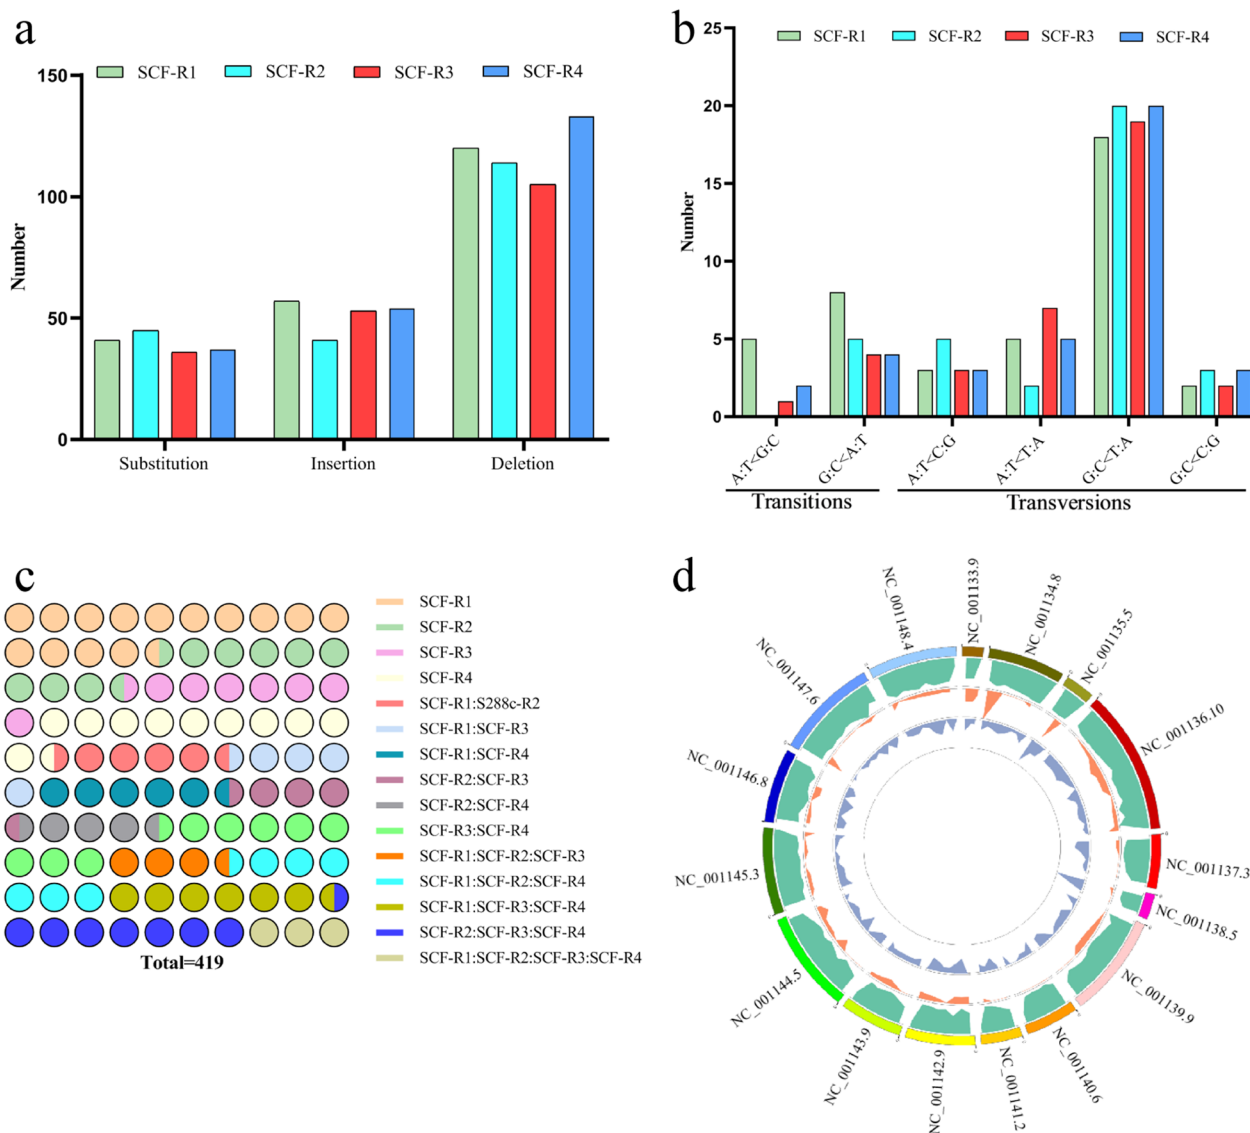 a
SCF-R1 SCF-R2 SCF-R3 SCF-R4
150
100
50
0
Number
Substitution Insertion Deletion
b
SCF-R1 SCF-R2 SCF-R3 SCF-R4
25
20
15
10
5
0
Number
A:T<G:C G:C<A:T A:T<C:G A:T<T:A G:C<T:A G:C<C:G
Transitions Transversions
c
SCF-R1
SCF-R2
SCF-R3
SCF-R4
SCF-R1:S288c-R2
SCF-R1:SCF-R3
SCF-R1:SCF-R4
SCF-R2:SCF-R3
SCF-R2:SCF-R4
SCF-R3:SCF-R4
SCF-R1:SCF-R2:SCF-R3
SCF-R1:SCF-R2:SCF-R4
SCF-R1:SCF-R3:SCF-R4
SCF-R2:SCF-R3:SCF-R4
SCF-R1:SCF-R2:SCF-R3:SCF-R4
Total=419
d
NC_001133.9
NC_001134.8
NC_001135.5
NC_001136.10
NC_001137.3
NC_001138.5
NC_001139.9
NC_001140.6
NC_001141.2
NC_001142.9
NC_001143.9
NC_001144.5
NC_001145.3
NC_001146.8
NC_001147.6
NC_001148.4